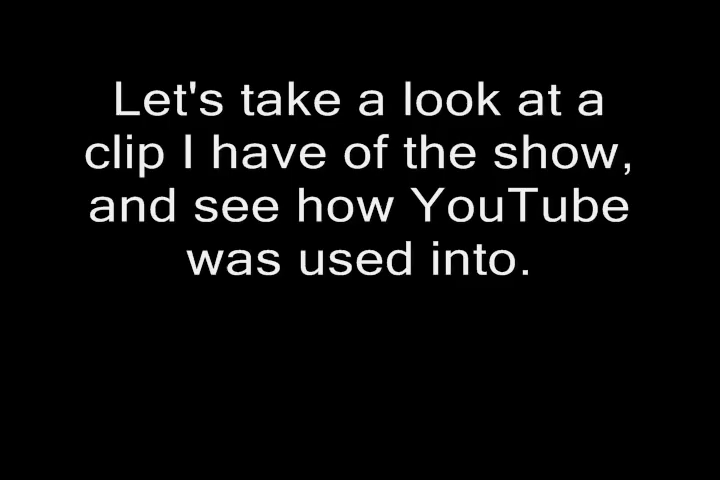 Let's take a look at a
clip I have of the show,
and see how YouTube
was used into.